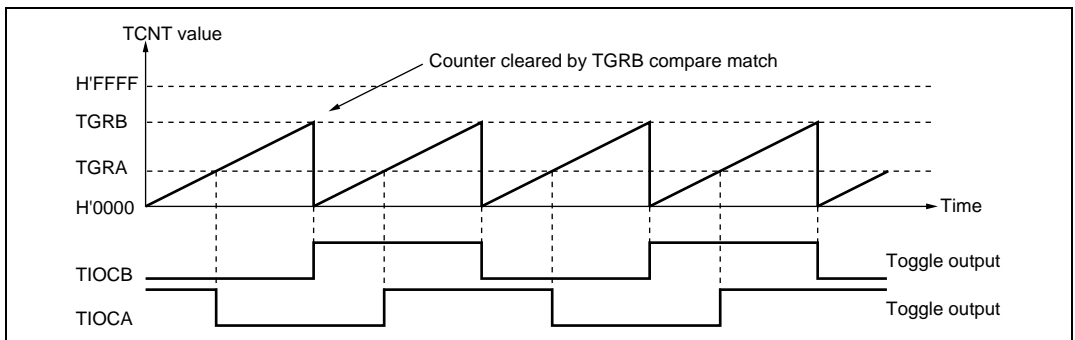 TCNT value
Counter cleared by TGRB compare match
H'FFFF
TGRB
TGRA
H'0000
Time
TIOCB
Toggle output
TIOCA
Toggle output